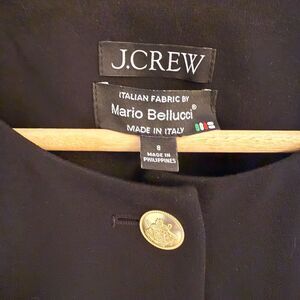 J.CREW
ITALIAN FABRIC BY
Mario Bellucci®
MADE IN ITALY
8
MADE IN
PHILIPPINES